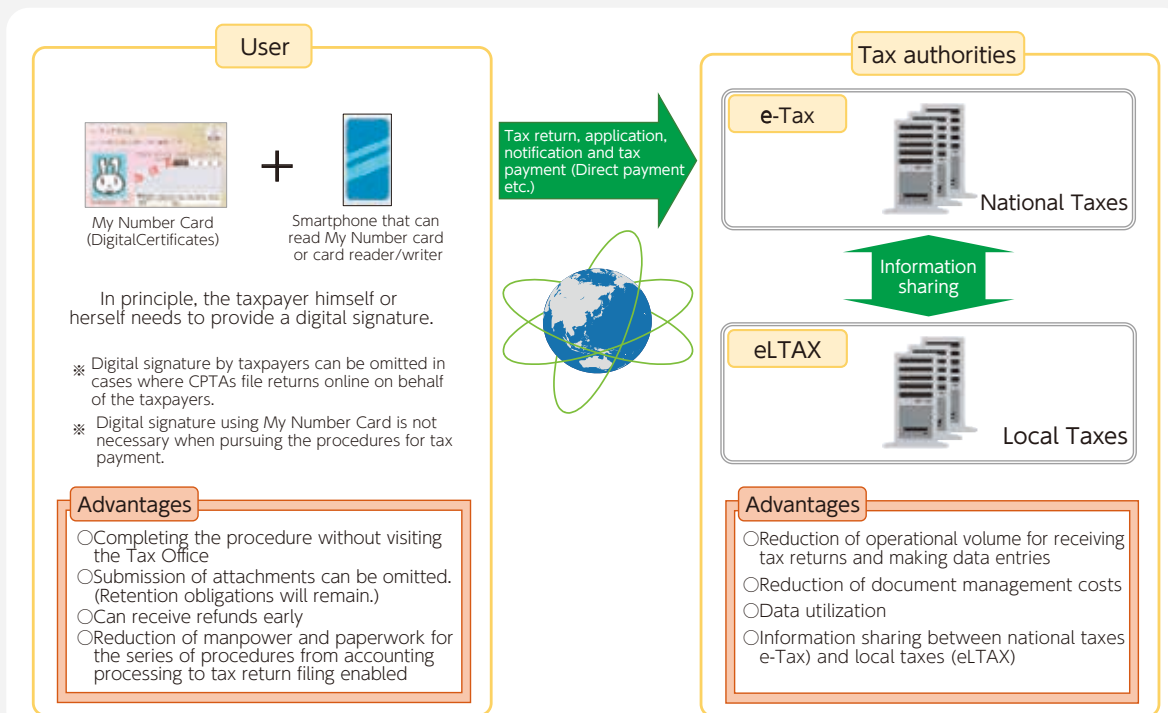 User
My Number Card
(DigitalCertificates)
+
Smartphone that can
read My Number card
or card reader/writer
In principle, the taxpayer himself or
herself needs to provide a digital signature.
※ Digital signature by taxpayers can be omitted in
cases where CPTAs file returns online on behalf
of the taxpayers.
※ Digital signature using My Number Card is not
necessary when pursuing the procedures for tax
payment.
Advantages
○Completing the procedure without visiting
the Tax Office
○Submission of attachments can be omitted.
(Retention obligations will remain.)
○Can receive refunds early
○Reduction of manpower and paperwork for
the series of procedures from accounting
processing to tax return filing enabled
Tax return, application,
notification and tax
payment (Direct payment
etc.)
Tax authorities
e-Tax
National Taxes
Information
sharing
eLTAX
Local Taxes
Advantages
○Reduction of operational volume for receiving
tax returns and making data entries
○Reduction of document management costs
○Data utilization
○Information sharing between national taxes
e-Tax) and local taxes (eLTAX)